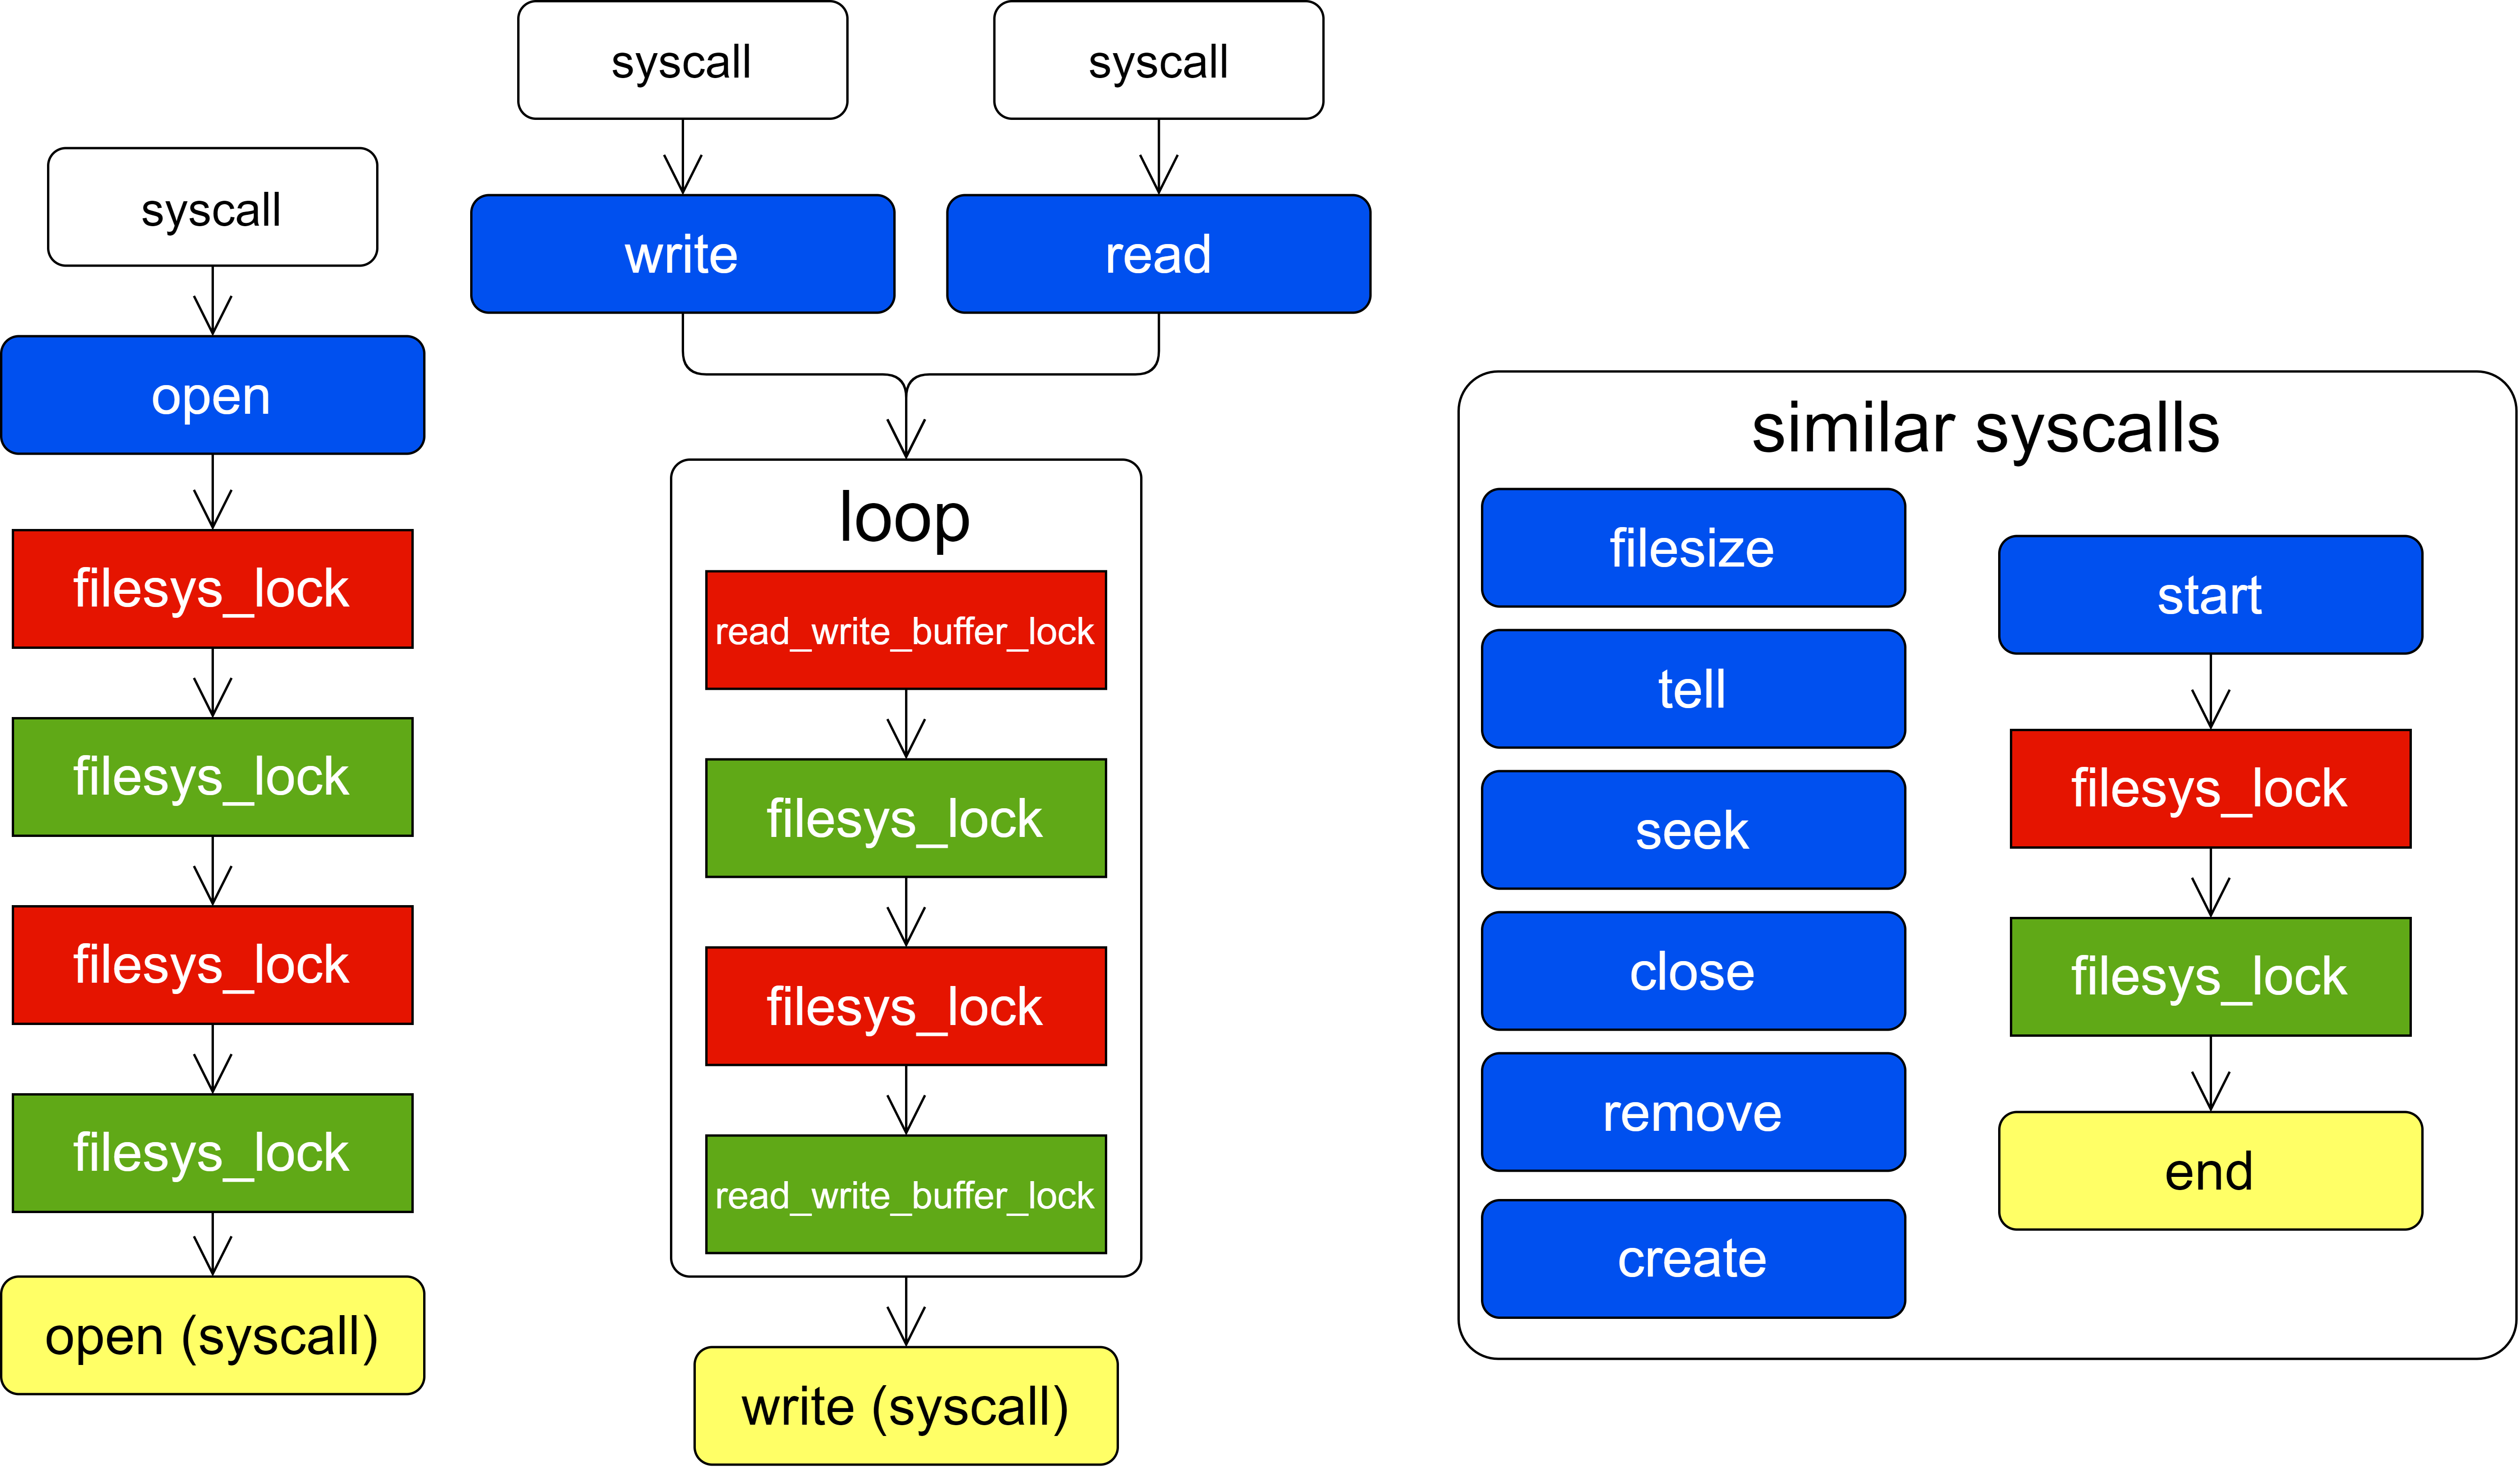 syscall
open
filesys_lock
filesys_lock
filesys_lock
filesys_lock
open (syscall)
syscall
syscall
write
read
loop
read_write_buffer_lock
filesys_lock
filesys_lock
read_write_buffer_lock
write (syscall)
similar syscalls
filesize
tell
seek
close
remove
create
start
filesys_lock
filesys_lock
end